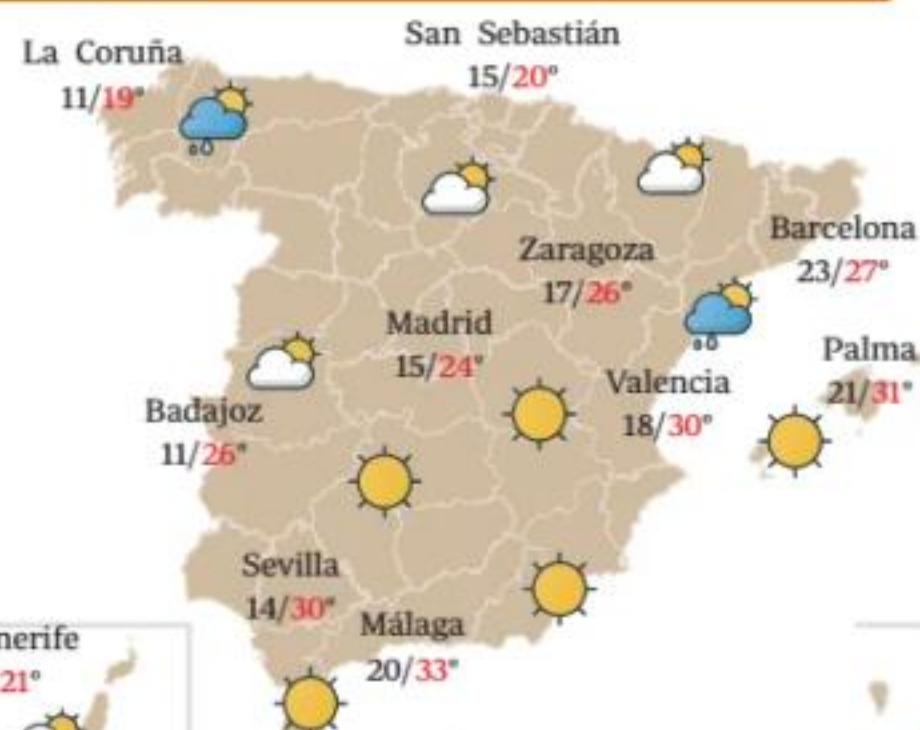 La Coruña
11/19°
San Sebastián
15/20°
Barcelona
23/27°
Zaragoza
17/26°
Madrid
15/24°
Palma
21/31°
Valencia
18/30°
Badajoz
11/26°
Sevilla
14/30°
Málaga
20/33°
nerife
21°